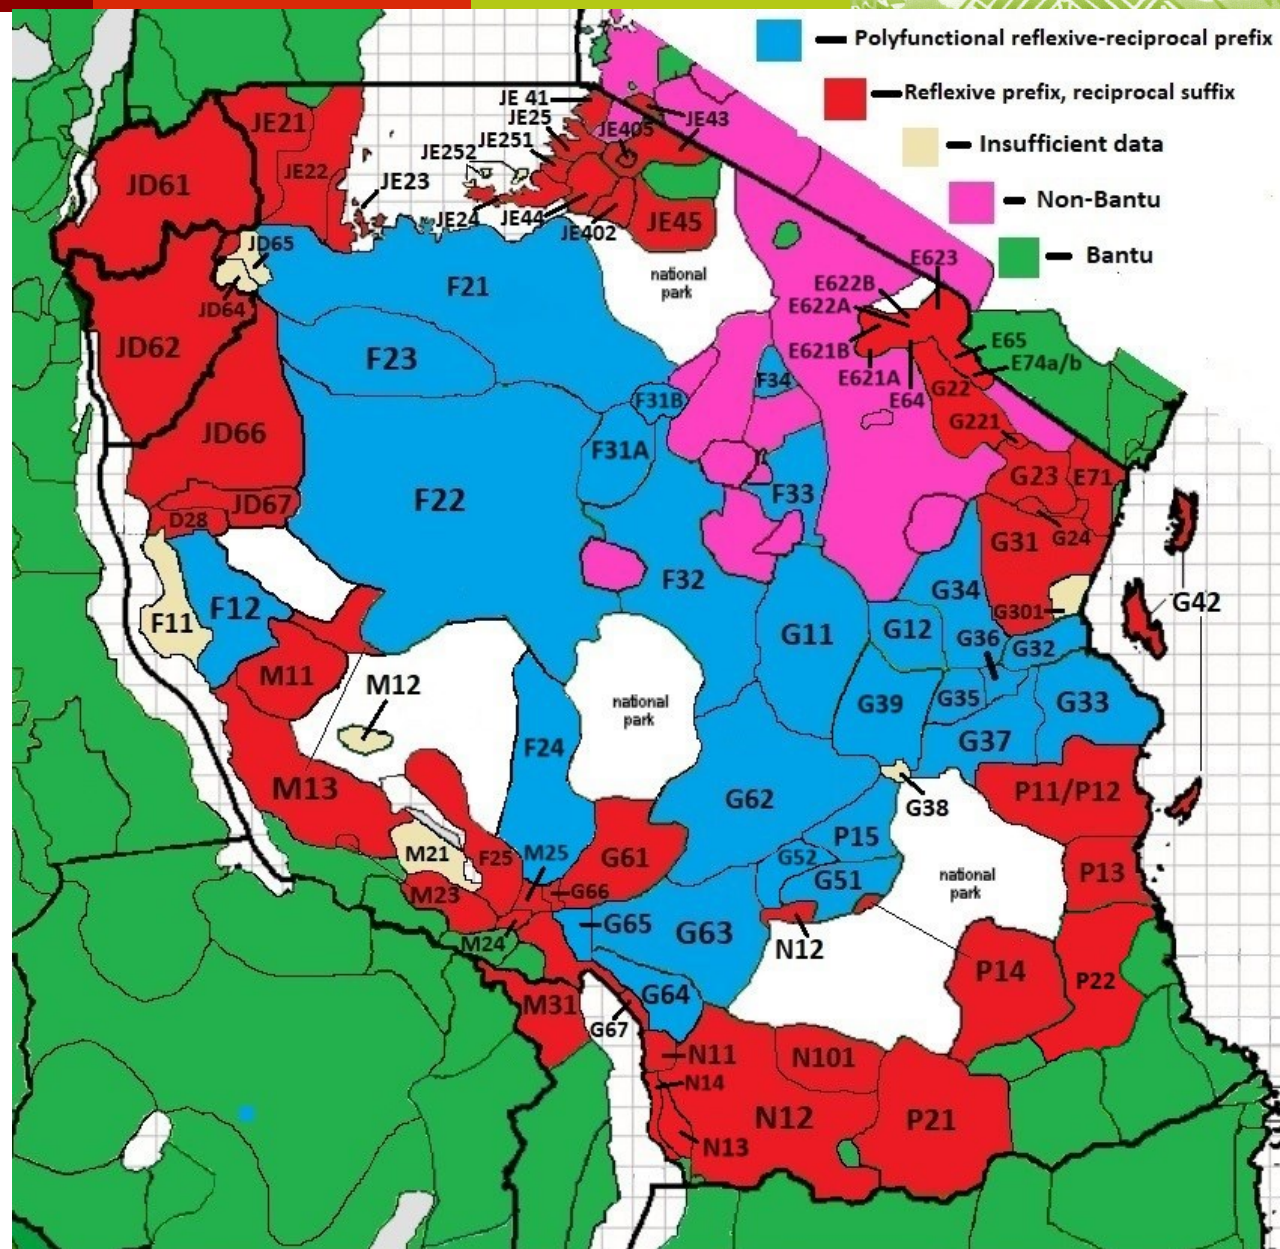 Polyfunctional reflexive-reciprocal prefix
Reflexive prefix, reciprocal suffix
Insufficient data
Non-Bantu
Bantu
JE 41
JE25
JE251
JE252
JE405
JE43
JE21
JE22
JE23
JE24
JE44
JE402
JE45
JD61
JD65
JD64
JD62
F21
national
park
E623
E622B
E622A
E621B
E621A
E64
E65
E74a/b
F23
F34
F31B
G22
G221
JD66
F31A
G23
E71
F22
F33
JD67
D28
G31
G24
F32
G34
F11
F12
G301
G42
G11
G12
G36
G32
M11
M12
national
park
G39
G35
G33
F24
G37
M13
G62
G38
P11/P12
P15
M21
F25
M25
G61
G52
G51
national
park
P13
M23
G66
G65
G63
N12
M24
P14
P22
M31
G64
G67
N11
N101
N14
N12
P21
N13